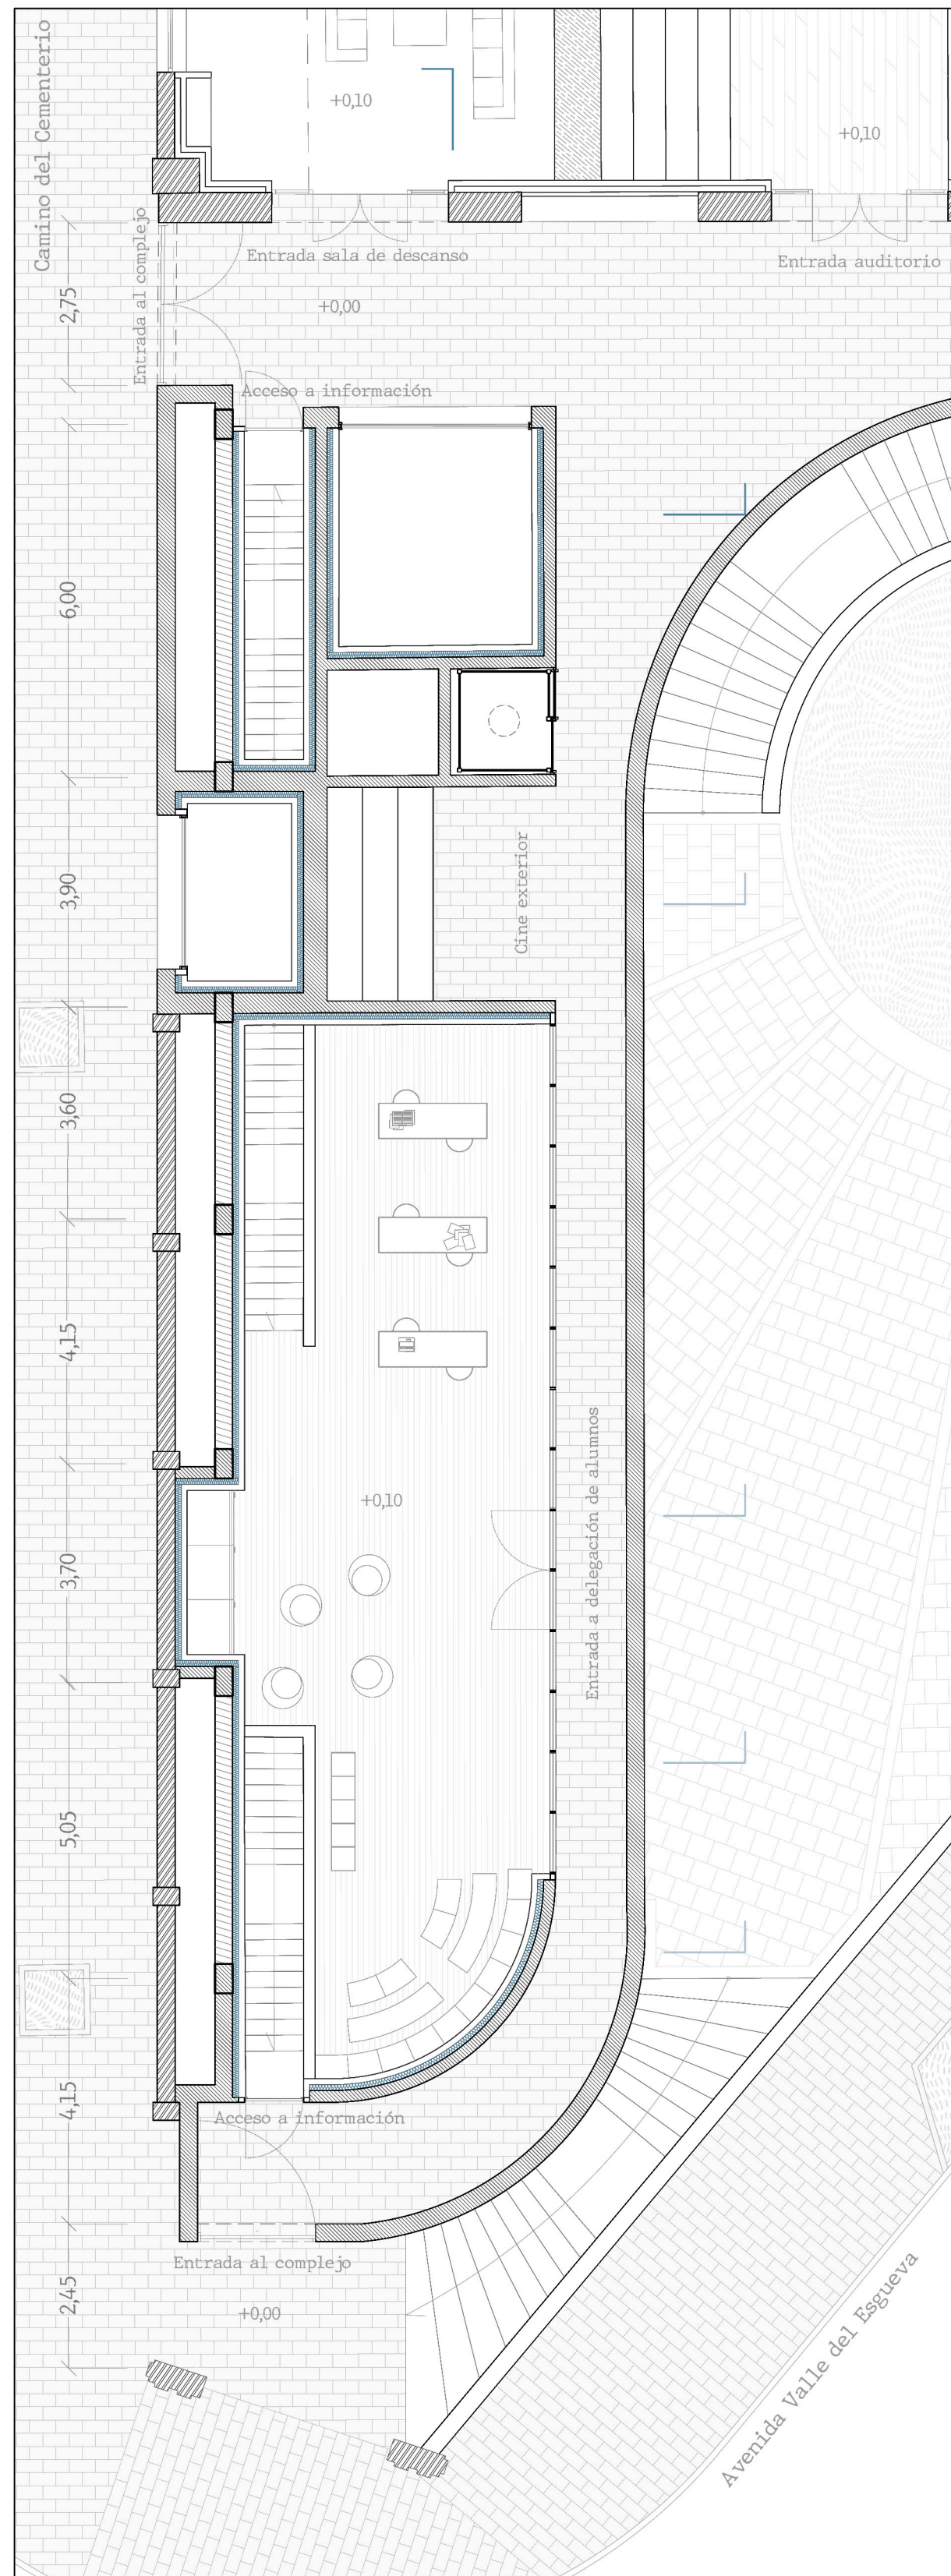 Camino del Cementerio
+0,10
+0,10
Entrada al complejo
Entrada sala de descanso
Entrada auditorio
2,75
+0,00
Acceso a información
6,00
3,90
Cine exterior
3,60
4,15
Entrada a delegación de alumnos
+0,10
3,70
5,05
4,15
Acceso a información
Entrada al complejo
2,45
+0,00
Avenida Valle del Esgueva